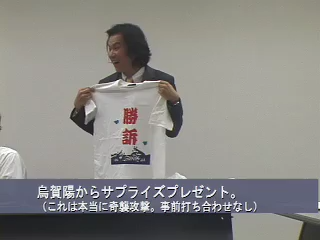 勝訴
烏賀陽からサプライズプレゼント。
（これは本当に奇襲攻撃。事前打ち合わせなし）